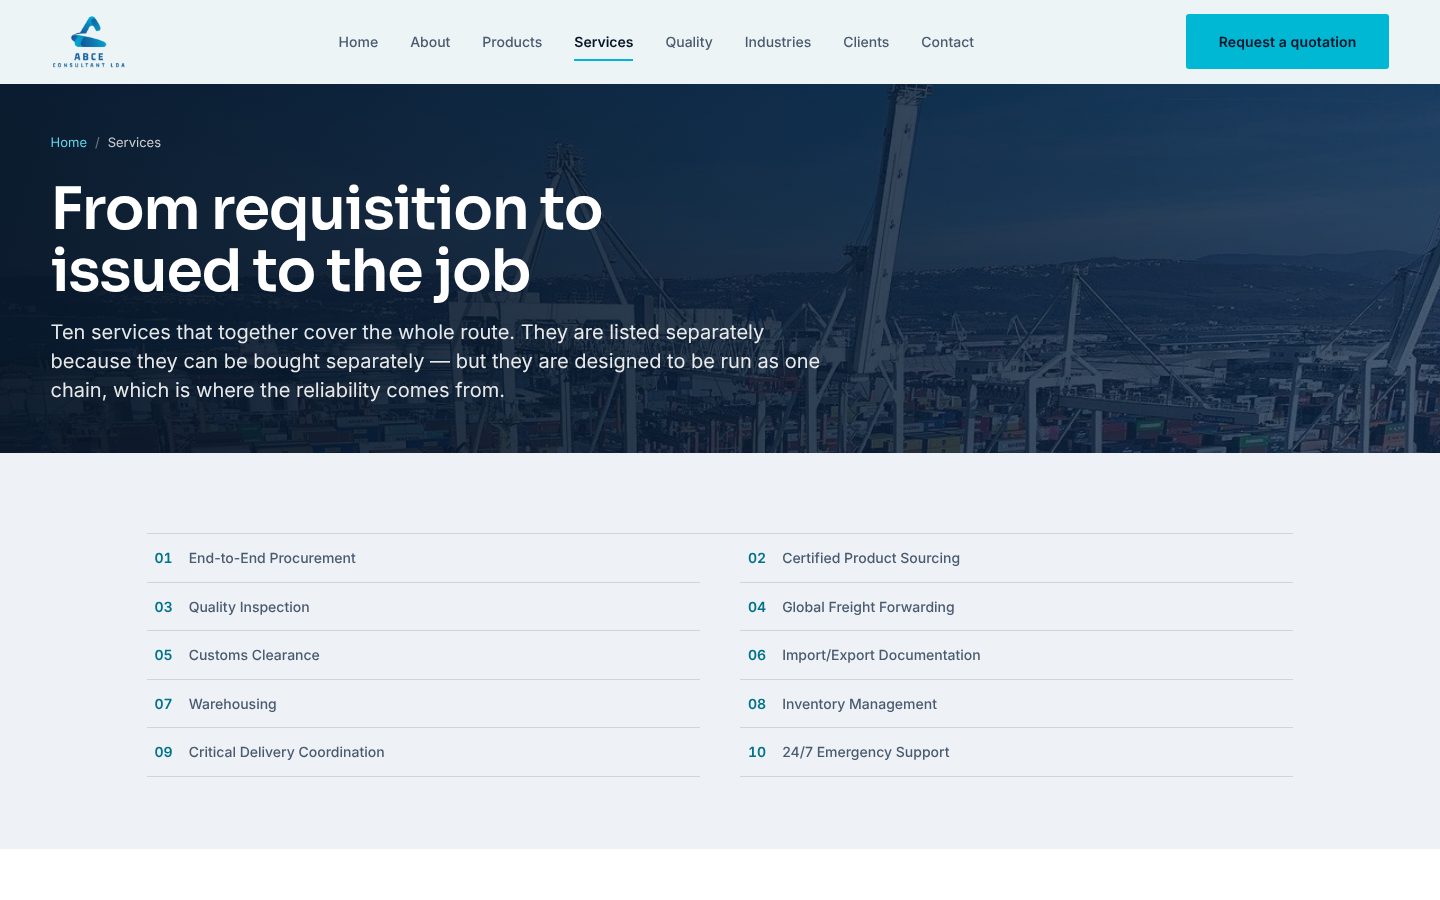 ABCE
CONSULTANT LDA
Home
About
Products
Services
Quality
Industries
Clients
Contact
Request a quotation
Home / Services
From requisition to
issued to the job
Ten services that together cover the whole route. They are listed separately
because they can be bought separately — but they are designed to be run as one
chain, which is where the reliability comes from.
01 End-to-End Procurement
02 Certified Product Sourcing
03 Quality Inspection
04 Global Freight Forwarding
05 Customs Clearance
06 Import/Export Documentation
07 Warehousing
08 Inventory Management
09 Critical Delivery Coordination
10 24/7 Emergency Support